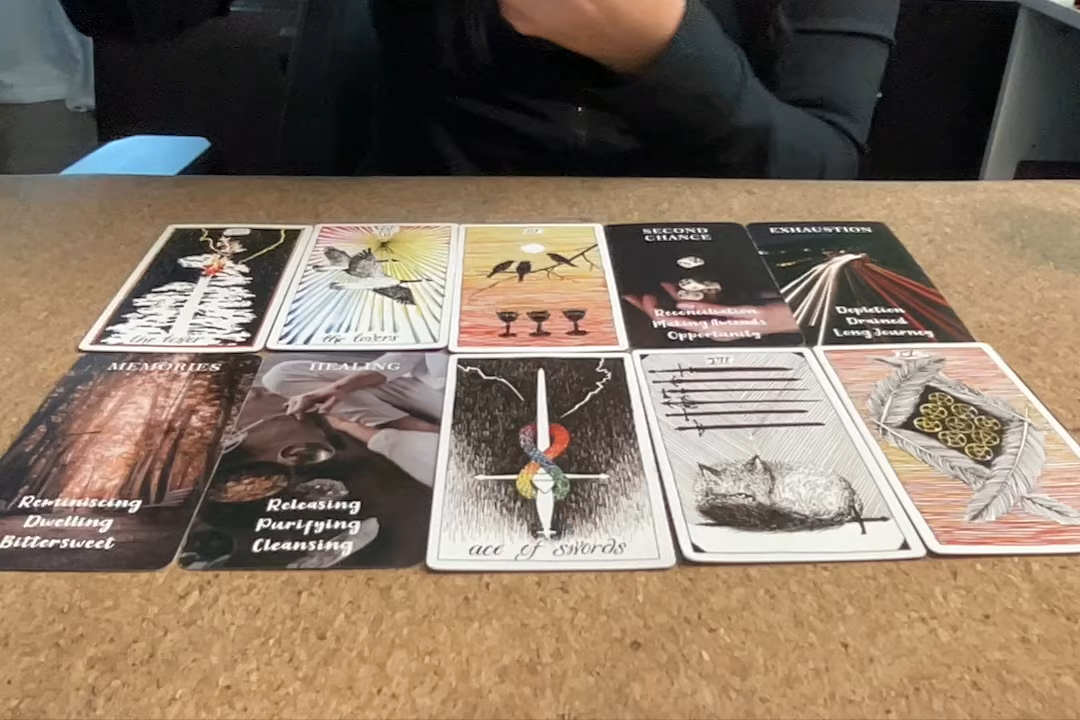 SECOND
CHANCE
Reconciliation
Making Amends
Opportunity
EXHAUSTION
Depletion
Drained
Long Journey
the tower
the lovers
MEMORIES
Reminiscing
Dwelling
Bittersweet
HEALING
Releasing
Purifying
Cleansing
ace of swords